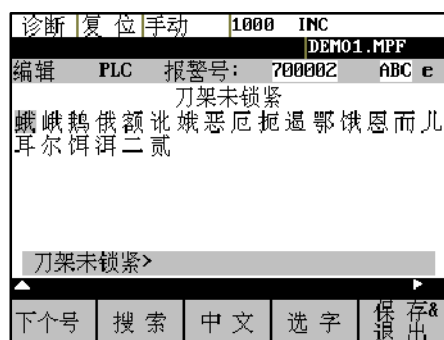 诊断 复 位 手动 1000 INC
DEMO1.MPF
编辑 PLC 报警号: 700002 ABC e
刀架未锁紧
蛾峨鹅俄额讹娥恶厄扼遏鄂饿恩而儿
耳尔饵洱二贰
刀架未锁紧>
下个号 搜 索 中 文 选 字 保 存&
退 出